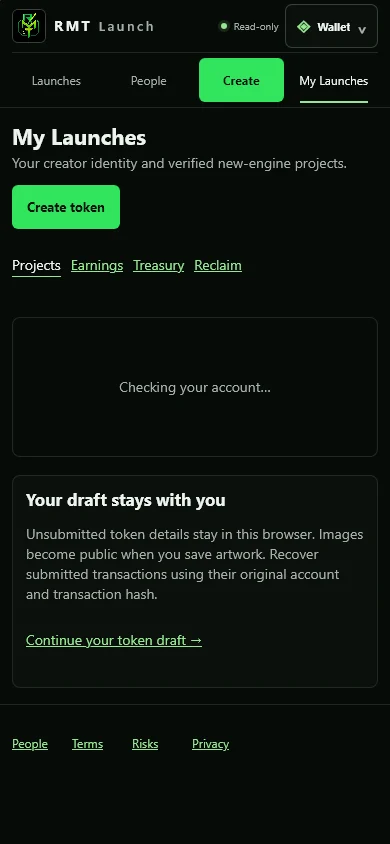 RMT Launch
Read-only
Wallet
Launches
People
Create
My Launches
My Launches
Your creator identity and verified new-engine projects.
Create token
Projects Earnings Treasury Reclaim
Checking your account...
Your draft stays with you
Unsubmitted token details stay in this browser. Images
become public when you save artwork. Recover
submitted transactions using their original account
and transaction hash.
Continue your token draft →
People Terms Risks Privacy